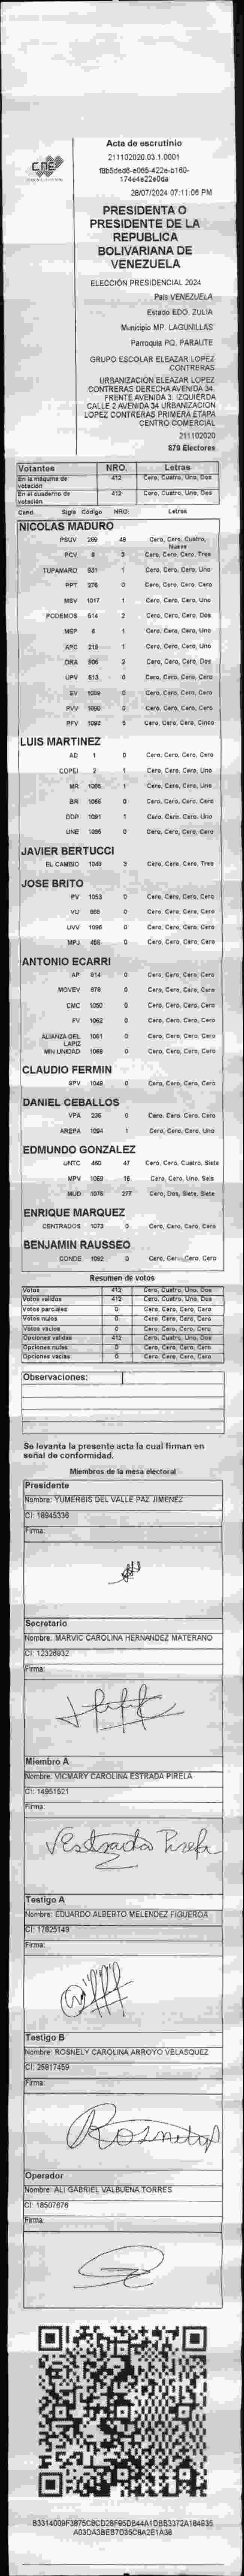 CNE
Acta de escrutinio
211102020.03.1.0001
28/07/2024 07:11:06 PM
PRESIDENTA O
PRESIDENTE DE LA
REPUBLICA
BOLIVARIANA DE
VENEZUELA
ELECCIÓN PRESIDENCIAL 2024
País VENEZUELA
Estado EDO. ZULIA
Municipio MP. LAGUNILLAS
Parroquia PQ. PARAUTE
GRUPO ESCOLAR ELEAZAR LOPEZ
CONTRERAS
URBANIZACION ELEAZAR LOPEZ
CONTRERAS DERECHA AVENIDA 34.
FRENTE AVENIDA 3. IZQUIERDA
CALLE 2 AVENIDA 34 URBANIZACION
LOPEZ CONTRERAS PRIMERA ETAPA
CENTRO COMERCIAL
211102020
879 Electores
Votantes NRO. Letras
En la máquina de votación 412 Cero, Cuatro, Uno, Dos
En el cuaderno de votación 412 Cero, Cuatro, Uno, Dos
Cand. Sigla Código NRO. Letras
NICOLAS MADURO
PSUV 269 49 Cero, Cero, Cuatro, Nueve
PCV 3 Cero, Cero, Cero, Tres
TUPAMARO 931 1 Cero, Cero, Cero, Uno
PPT 276 0 Cero, Cero, Cero, Cero
MSV 1017 1 Cero, Cero, Cero, Uno
PODEMOS 514 2 Cero, Cero, Cero, Dos
MEP 6 1 Cero, Cero, Cero, Uno
APC 219 1 Cero, Cero, Cero, Uno
ORA 906 2 Cero, Cero, Cero, Dos
UPV 513 0 Cero, Cero, Cero, Cero
EV 1089 0 Cero, Cero, Cero, Cero
PVV 1090 0 Cero, Cero, Cero, Cero
PFV 1093 5 Cero, Cero, Cero, Cinco
LUIS MARTINEZ
AD 1 0 Cero, Cero, Cero, Cero
COPEI 2 1 Cero, Cero, Cero, Uno
MR 1 Cero, Cero, Cero, Uno
BR 0 Cero, Cero, Cero, Cero
DDP 1091 1 Cero, Cero, Cero, Uno
UNE 1095 0 Cero, Cero, Cero, Cero
JAVIER BERTUCCI
EL CAMBIO 1049 3 Cero, Cero, Cero, Tres
JOSE BRITO
PV 1053 0 Cero, Cero, Cero, Cero
VU 0 Cero, Cero, Cero, Cero
UVV 1096 0 Cero, Cero, Cero, Cero
MPJ 455 0 Cero, Cero, Cero, Cero
ANTONIO ECARRI
AP 814 0 Cero, Cero, Cero, Cero
MOVEV 0 Cero, Cero, Cero, Cero
CMC 1050 0 Cero, Cero, Cero, Cero
FV 1062 0 Cero, Cero, Cero, Cero
ALIANZA DEL LAPIZ 1061 0 Cero, Cero, Cero, Cero
MIN UNIDAD 1069 0 Cero, Cero, Cero, Cero
CLAUDIO FERMIN
SPV 1048 0 Cero, Cero, Cero, Cero
DANIEL CEBALLOS
VPA 236 0 Cero, Cero, Cero, Cero
AREPA 1094 1 Cero, Cero, Cero, Uno
EDMUNDO GONZALEZ
UNTC 460 47 Cero, Cero, Cuatro, Siete
MPV 1069 16 Cero, Cero, Uno, Seis
MUD 1076 277 Cero, Dos, Siete, Siete
ENRIQUE MARQUEZ
CENTRADOS 1073 0 Cero, Cero, Cero, Cero
BENJAMIN RAUSSEO
CONDE 1092 0 Cero, Cero, Cero, Cero
Resumen de votos
Votos 412 Cero, Cuatro, Uno, Dos
Votos válidos 412 Cero, Cuatro, Uno, Dos
Votos parciales 0 Cero, Cero, Cero, Cero
Votos nulos 0 Cero, Cero, Cero, Cero
Votos vacíos 0 Cero, Cero, Cero, Cero
Opciones válidas 412 Cero, Cuatro, Uno, Dos
Opciones nulas 0 Cero, Cero, Cero, Cero
Opciones vacías 0 Cero, Cero, Cero, Cero
Observaciones:
Se levanta la presente acta la cual firman en
señal de conformidad.
Miembros de la mesa electoral
Presidente
Nombre: YUMERBIS DEL VALLE PAZ JIMENEZ
CI: 18945336
Firma:
Secretario
Nombre: MARVIC CAROLINA HERNANDEZ MATERANO
CI: 12328932
Firma:
Miembro A
Nombre: VICMARY CAROLINA ESTRADA PIRELA
CI: 14951521
Firma:
VEstrada Pirela
Testigo A
Nombre: EDUARDO ALBERTO MELENDEZ FIGUEROA
CI: 17825149
Firma:
Testigo B
Nombre: ROSNELY CAROLINA ARROYO VELASQUEZ
CI: 25817459
Firma:
Rosnely
Operador
Nombre: ALI GABRIEL VALBUENA TORRES
CI: 18507676
Firma: